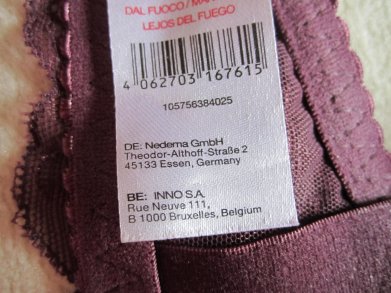 DAL FUOCO / MA
LEJOS DEL FUEGO
4 062703 167615
105756384025
DE: Nedema GmbH
Theodor-Althoff-Straße 2
45133 Essen, Germany
BE: INNO S.A.
Rue Neuve 111,
B 1000 Bruxelles, Belgium